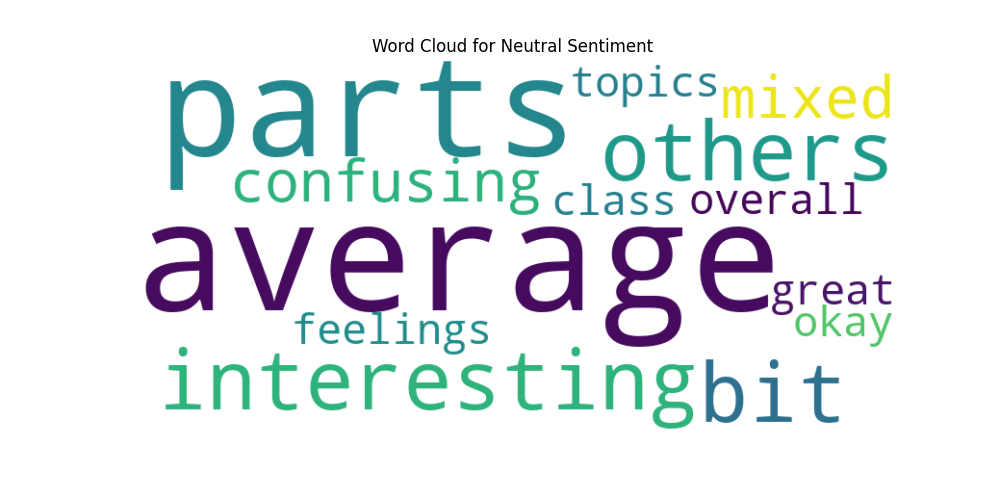 Word Cloud for Neutral Sentiment
parts
topics
mixed
others
confusing
class
overall
average
great
okay
feelings
interesting
bit